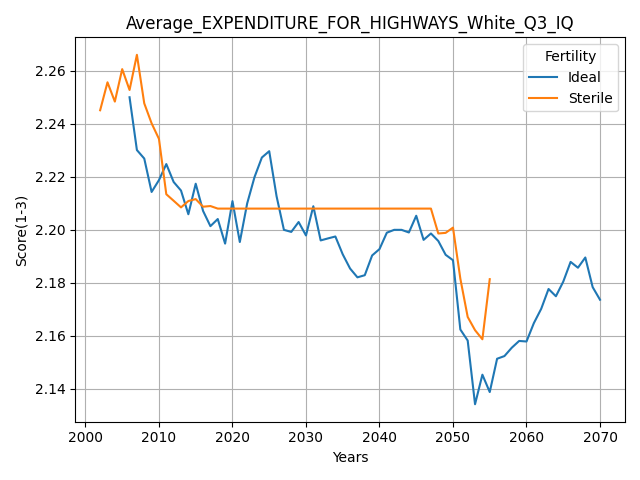 Average_EXPENDITURE_FOR_HIGHWAYS_White_Q3_IQ
Fertility
Ideal
Sterile
Score(1-3)
2.26
2.24
2.22
2.20
2.18
2.16
2.14
2000 2010 2020 2030 2040 2050 2060 2070
Years